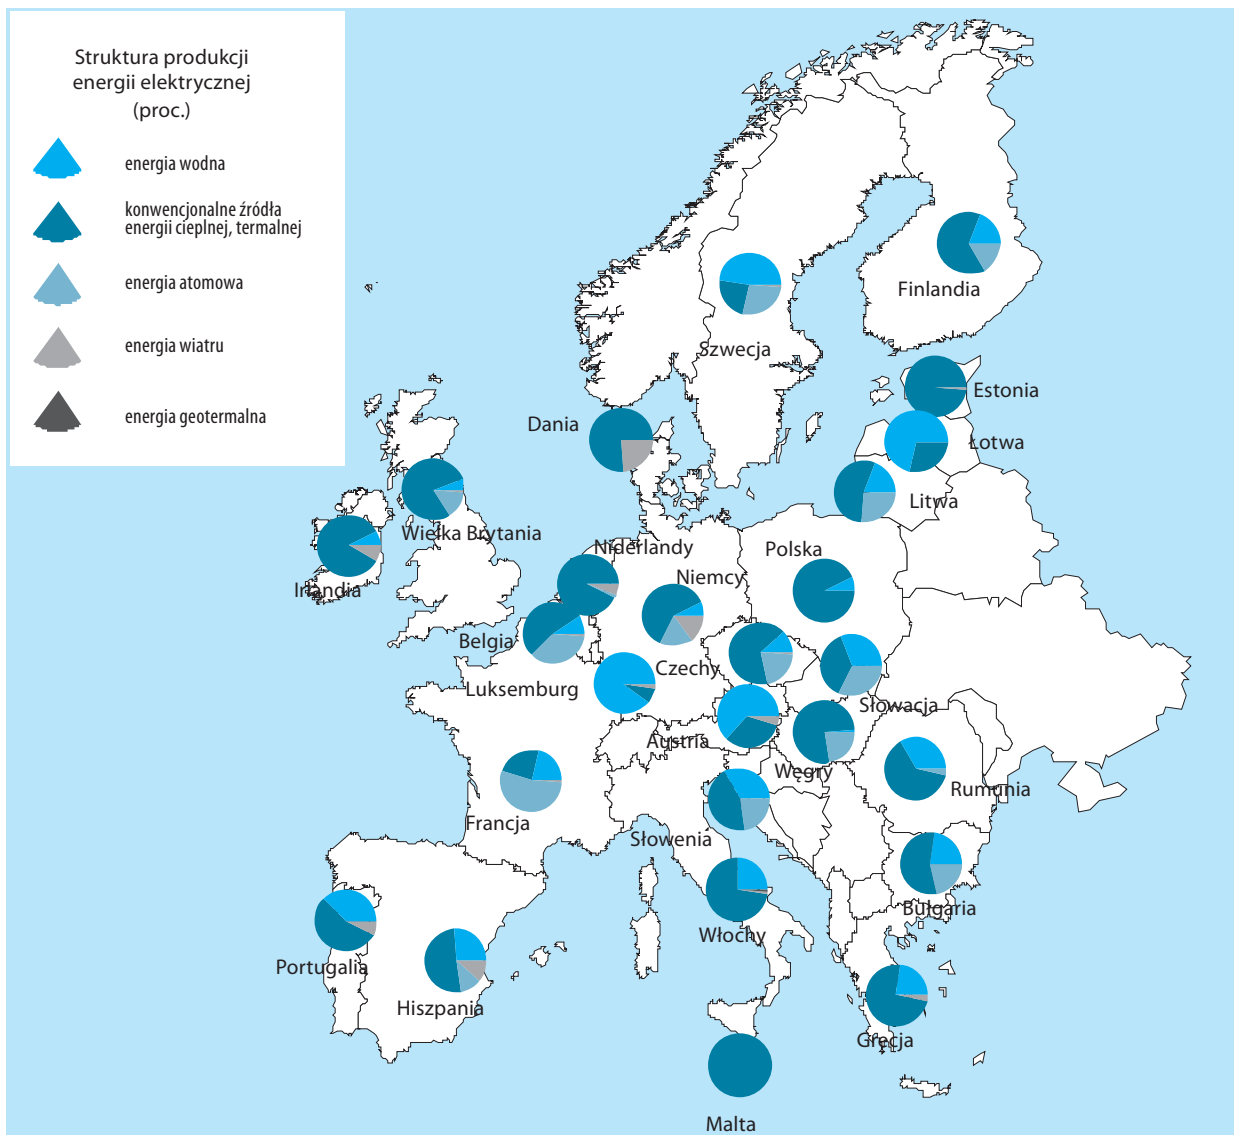 Struktura produkcji
energii elektrycznej
(proc.)
energia wodna
konwencjonalne źródła
energii cieplnej, termalnej
energia atomowa
energia wiatru
energia geotermalna
Finlandia
Szwecja
Estonia
Dania
Łotwa
Litwa
Wielka Brytania
Niderlandy
Polska
Irlandia
Niemcy
Belgia
Czechy
Luksemburg
Słowacja
Austria
Węgry
Rumunia
Francja
Słowenia
Bułgaria
Włochy
Portugalia
Hiszpania
Grecja
Malta